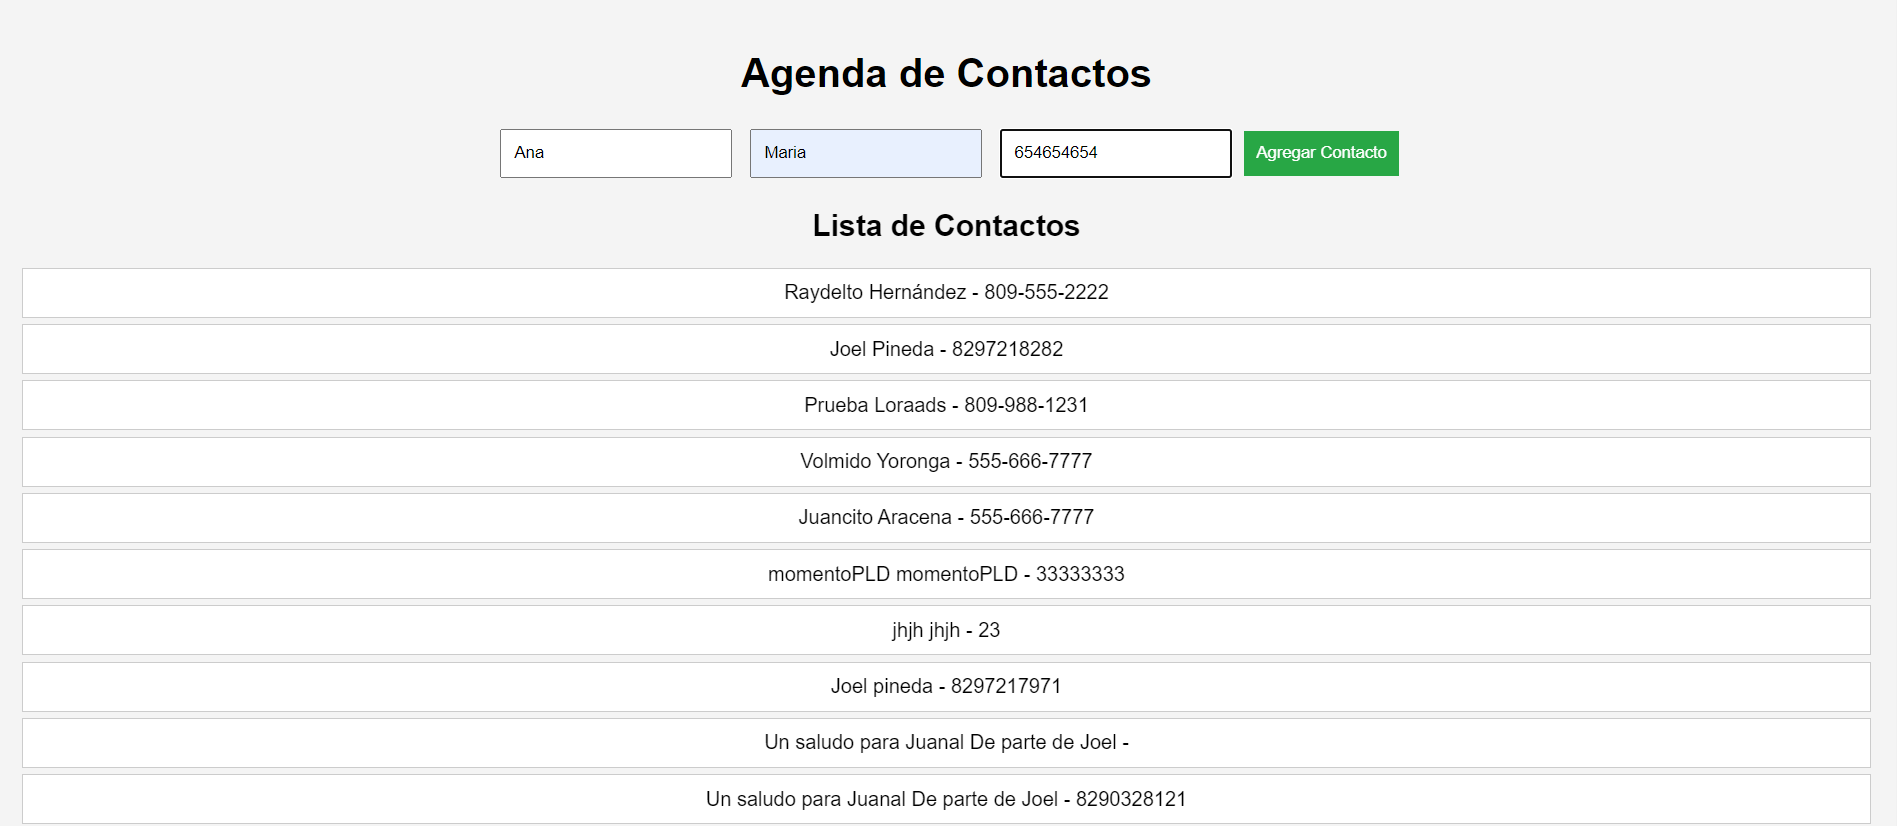 Agenda de Contactos
Ana Maria 654654654 Agregar Contacto
Lista de Contactos
Raydelto Hernández - 809-555-2222
Joel Pineda - 8297218282
Prueba Loraads - 809-988-1231
Volmido Yoronga - 555-666-7777
Juancito Aracena - 555-666-7777
momentoPLD momentoPLD - 33333333
jhjh jhjh - 23
Joel pineda - 8297217971
Un saludo para Juanal De parte de Joel -
Un saludo para Juanal De parte de Joel - 8290328121